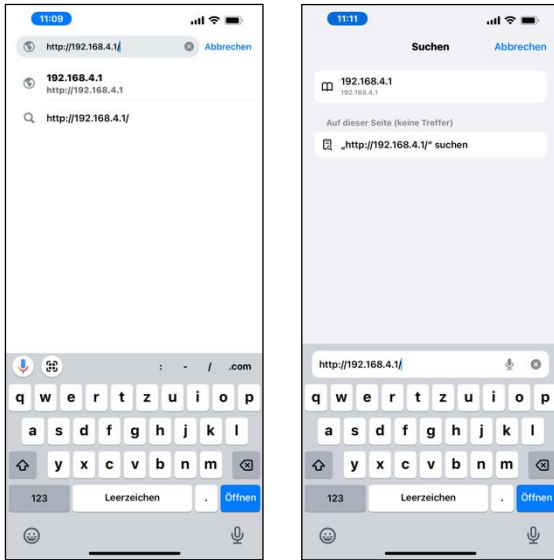 11:09
http://192.168.4.1/
Abbrechen
192.168.4.1
http://192.168.4.1
http://192.168.4.1/
: - / .com
q w e r t z u i o p
a s d f g h j k l
y x c v b n m
123 Leerzeichen . Öffnen
11:11
Suchen Abbrechen
192.168.4.1
192.168.4.1
Auf dieser Seite (keine Treffer)
„http://192.168.4.1/“ suchen
http://192.168.4.1/
q w e r t z u i o p
a s d f g h j k l
y x c v b n m
123 Leerzeichen . Öffnen